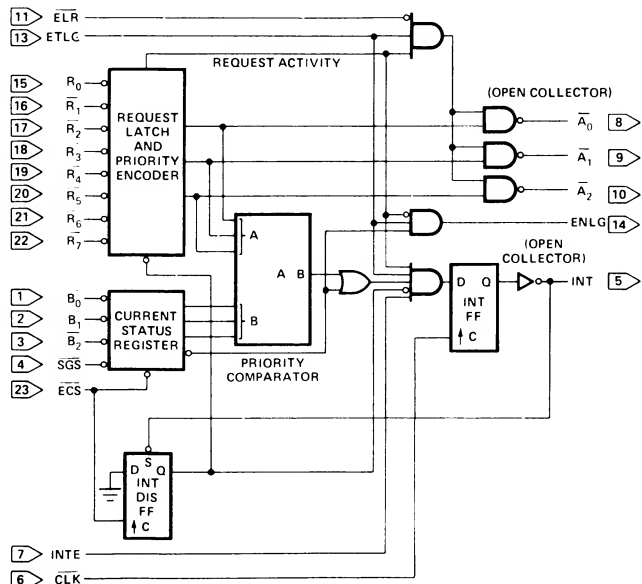 11 ELR
13 ETLG
REQUEST ACTIVITY
(OPEN COLLECTOR)
15 R0
16 R1
17 R2
18 R3
19 R4
20 R5
21 R6
22 R7
REQUEST
LATCH
AND
PRIORITY
ENCODER
A0 8
A1 9
A2 10
ENLG 14
A
A B
B
(OPEN
COLLECTOR)
D Q
INT
FF
C
INT 5
1 B0
2 B1
3 B2
4 SGS
23 ECS
CURRENT
STATUS
REGISTER
PRIORITY
COMPARATOR
S
D Q
INT
DIS
FF
C
7 INTE
6 CLK